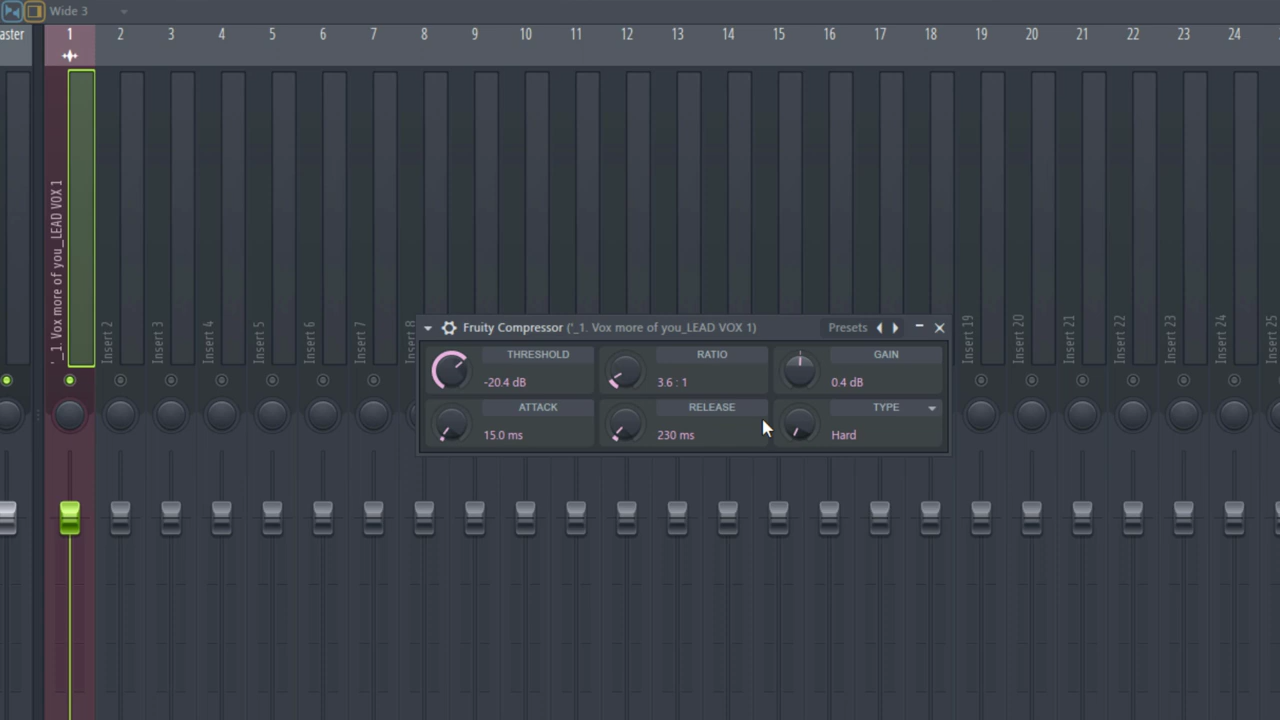 Wide 3
aster 1 2 3 4 5 6 7 8 9 10 11 12 13 14 15 16 17 18 19 20 21 22 23 24
'_1. Vox more of you_LEAD VOX 1
Insert 2
Insert 3
Insert 4
Insert 5
Insert 6
Insert 7
Insert 19
Insert 20
Insert 21
Insert 22
Insert 23
Insert 24
Insert 25
Fruity Compressor ('_1. Vox more of you_LEAD VOX 1) Presets
THRESHOLD RATIO GAIN
-20.4 dB 3.6 : 1 0.4 dB
ATTACK RELEASE TYPE
15.0 ms 230 ms Hard